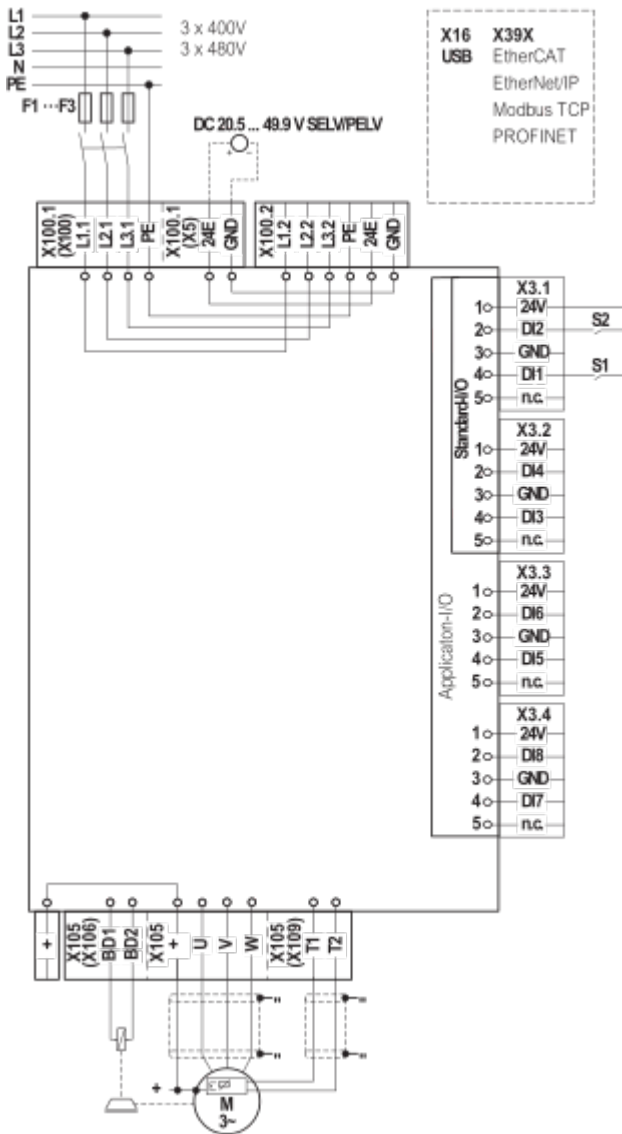 L1
L2
L3
N
PE
3 x 400V
3 x 480V
F1 ···F3
X16 X39X
USB EtherCAT
EtherNet/IP
Modbus TCP
PROFINET
DC 20.5 ... 49.9 V SELV/PELV
+ -
X100.1 (X100) L1.1 L2.1 L3.1 PE X100.1 (X5) 24E GND
X100.2 L1.2 L2.2 L3.2 PE 24E GND
Standard-I/O
X3.1
1 24V
2 DI2 S2
3 GND
4 DI1 S1
5 n.c.
X3.2
1 24V
2 DI4
3 GND
4 DI3
5 n.c.
Application-I/O
X3.3
1 24V
2 DI6
3 GND
4 DI5
5 n.c.
X3.4
1 24V
2 DI8
3 GND
4 DI7
5 n.c.
+ X105 (X106) BD1 BD2 X105 + U V W X105 (X109) T1 T2
+
M
3~